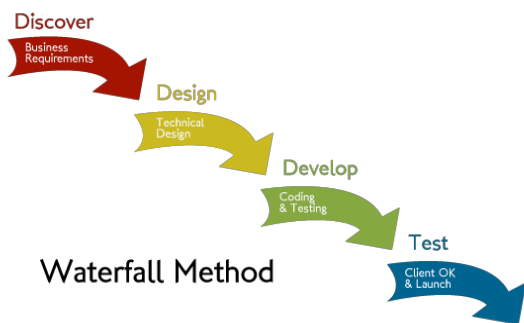 Discover
Business
Requirements
Design
Technical
Design
Develop
Coding
& Testing
Test
Client OK
& Launch
Waterfall Method